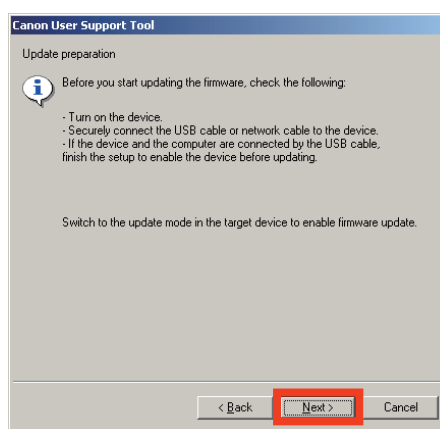 Canon User Support Tool
Update preparation
Before you start updating the firmware, check the following:
- Turn on the device.
- Securely connect the USB cable or network cable to the device.
- If the device and the computer are connected by the USB cable,
finish the setup to enable the device before updating.
Switch to the update mode in the target device to enable firmware update.
< Back Next > Cancel